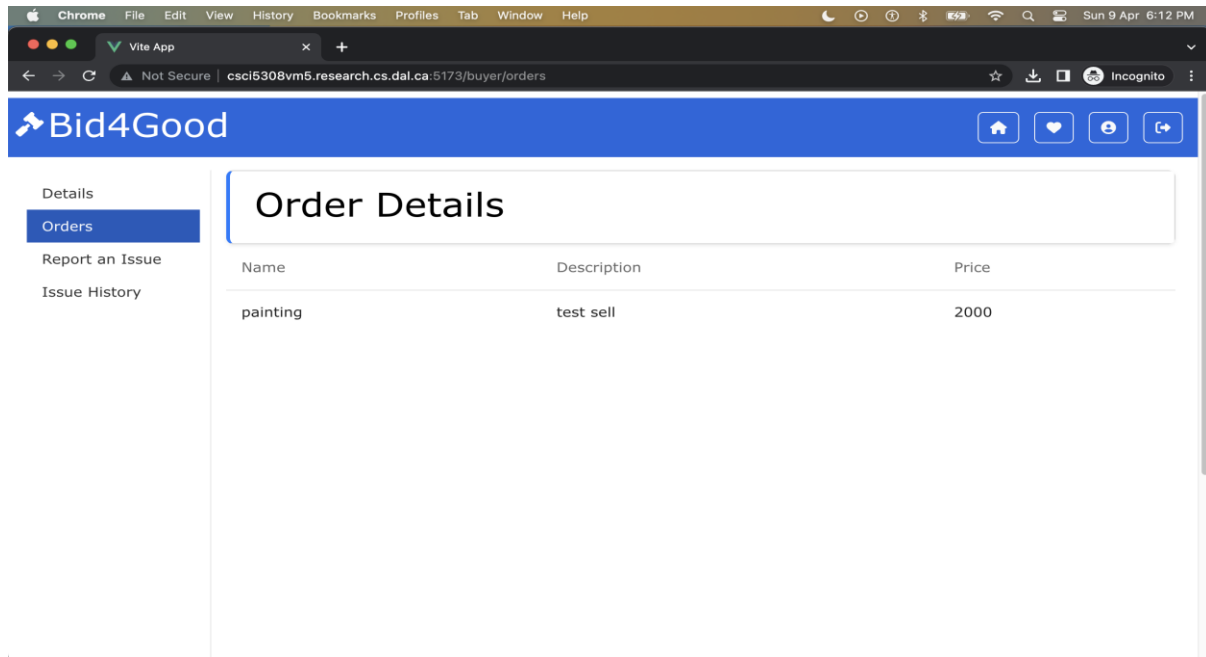 Chrome File Edit View History Bookmarks Profiles Tab Window Help Sun 9 Apr 6:12 PM
Vite App
Not Secure csci5308vm5.research.cs.dal.ca:5173/buyer/orders Incognito
Bid4Good
Details
Order Details
Orders
Report an Issue
Name Description Price
Issue History
painting test sell 2000